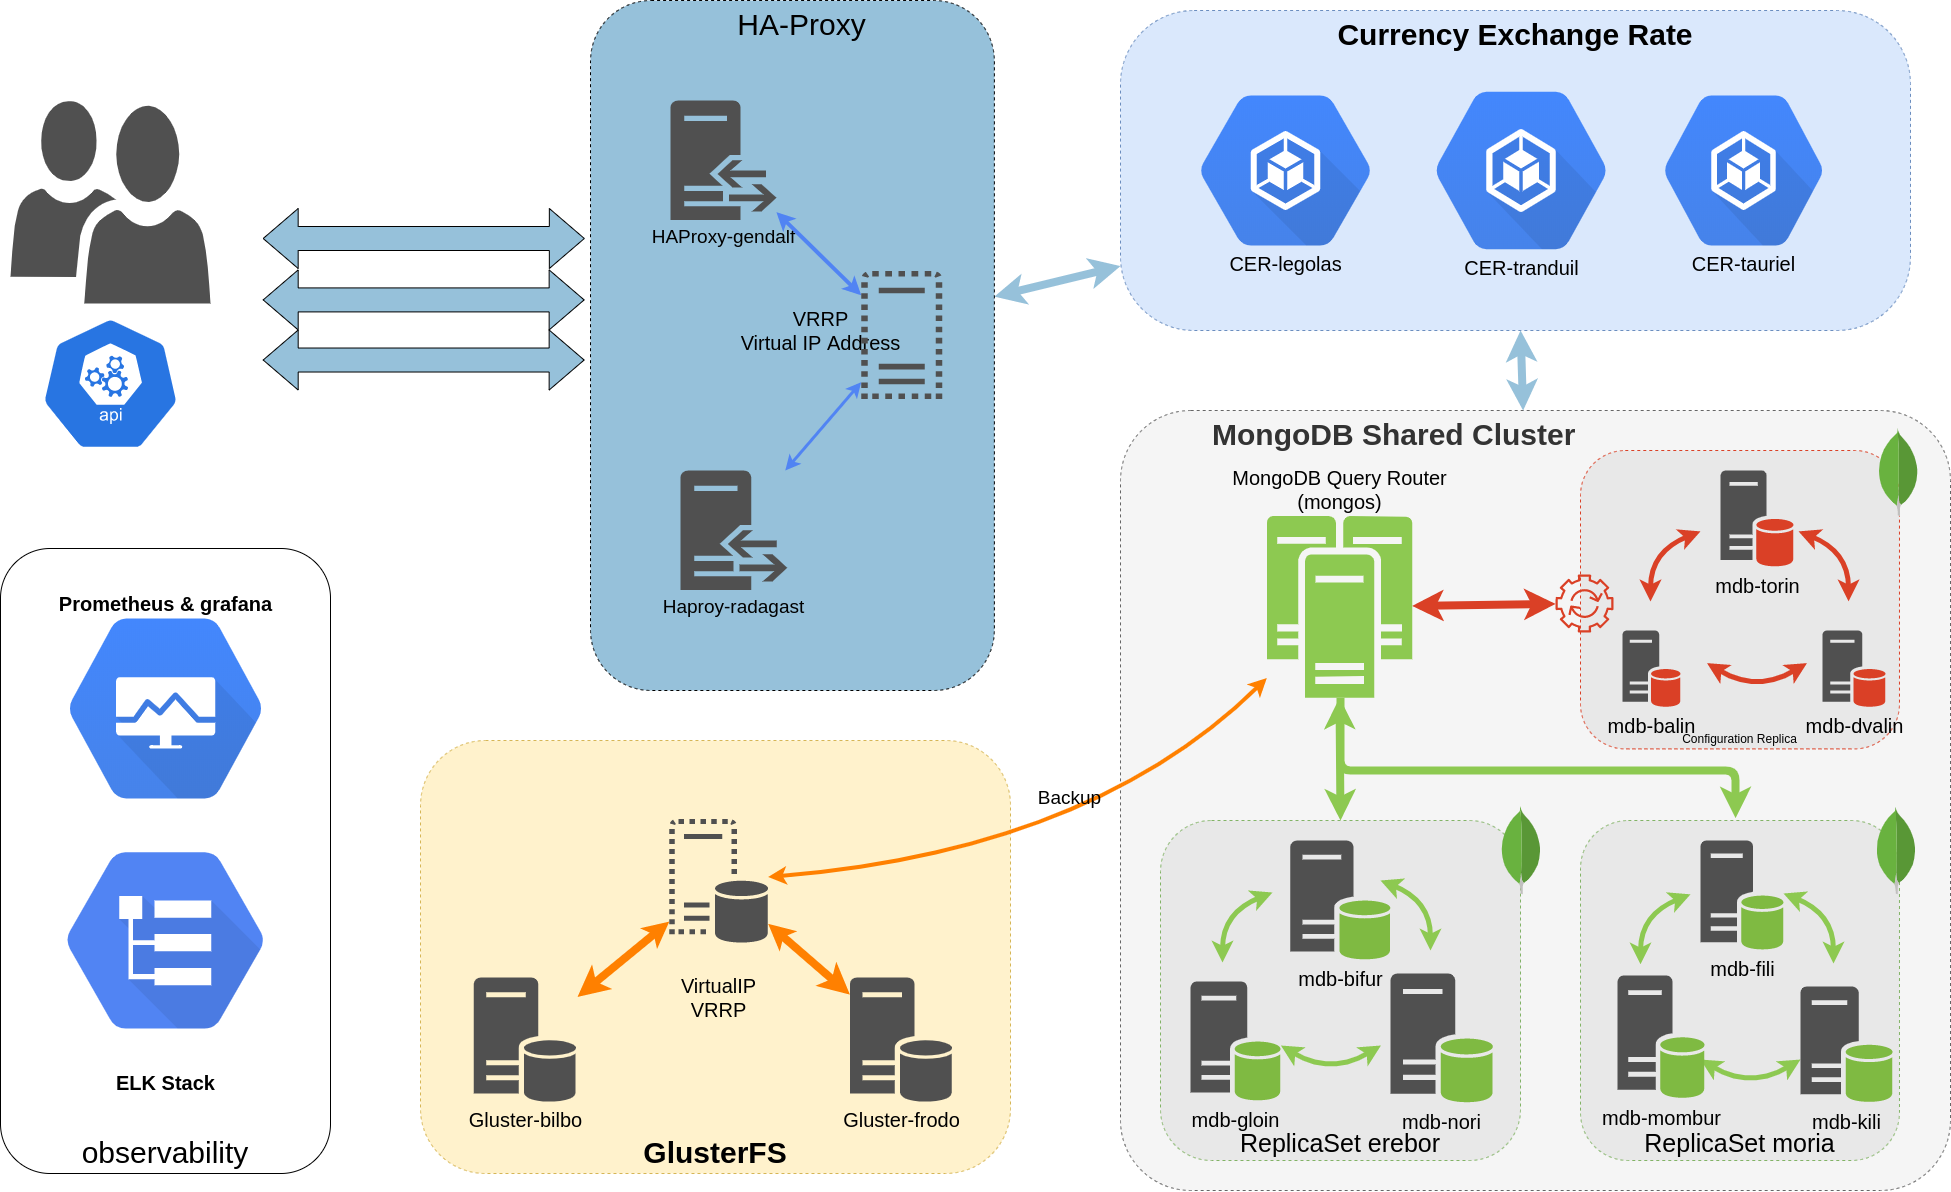 HA-Proxy
HAProxy-gendalf
VRRP
Virtual IP Address
Haproy-radagast
api
Currency Exchange Rate
CER-legolas
CER-tranduil
CER-tauriel
MongoDB Shared Cluster
MongoDB Query Router
(mongos)
mdb-torin
mdb-balin
mdb-dvalin
Configuration Replica
Prometheus & grafana
ELK Stack
observability
Backup
VirtualIP
VRRP
Gluster-bilbo
Gluster-frodo
GlusterFS
mdb-bifur
mdb-gloin
mdb-nori
ReplicaSet erebor
mdb-fili
mdb-mombur
mdb-kili
ReplicaSet moria